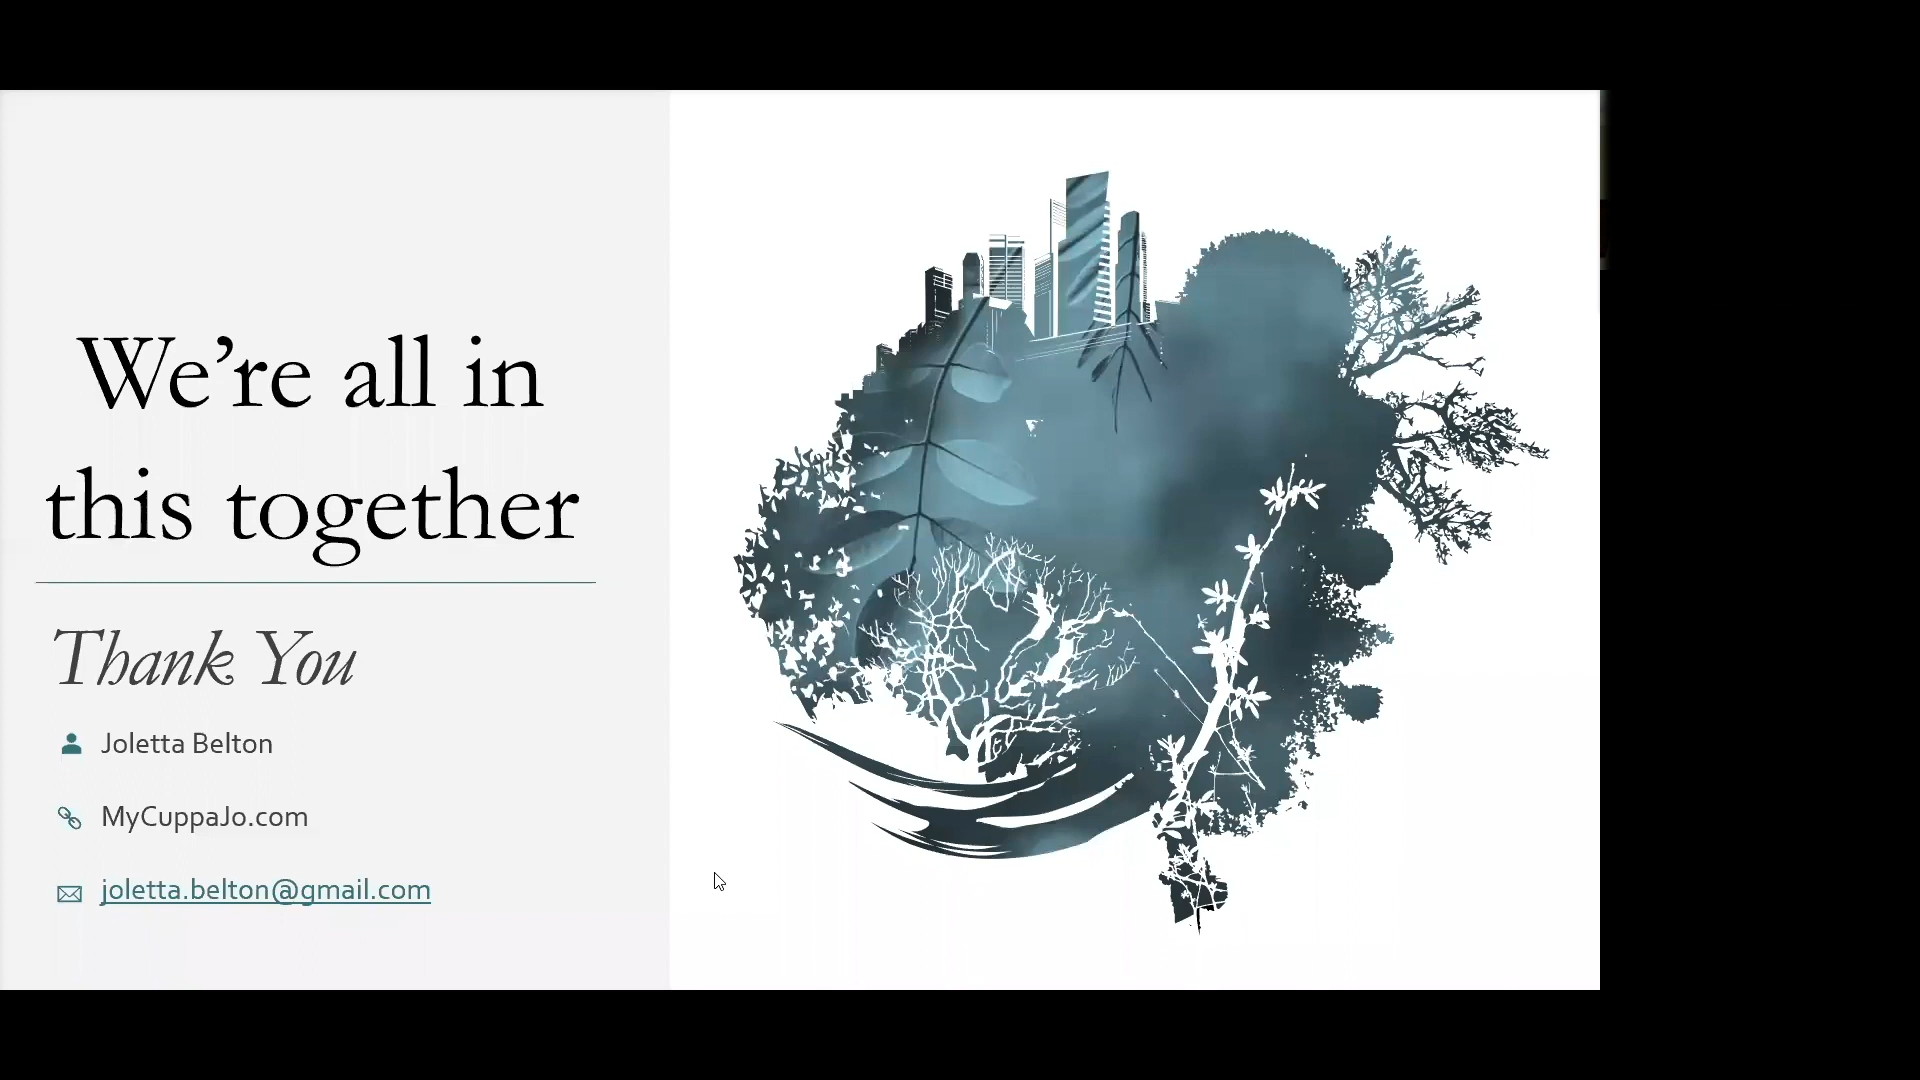 We’re all in
this together
Thank You
Joletta Belton
MyCuppaJo.com
joletta.belton@gmail.com